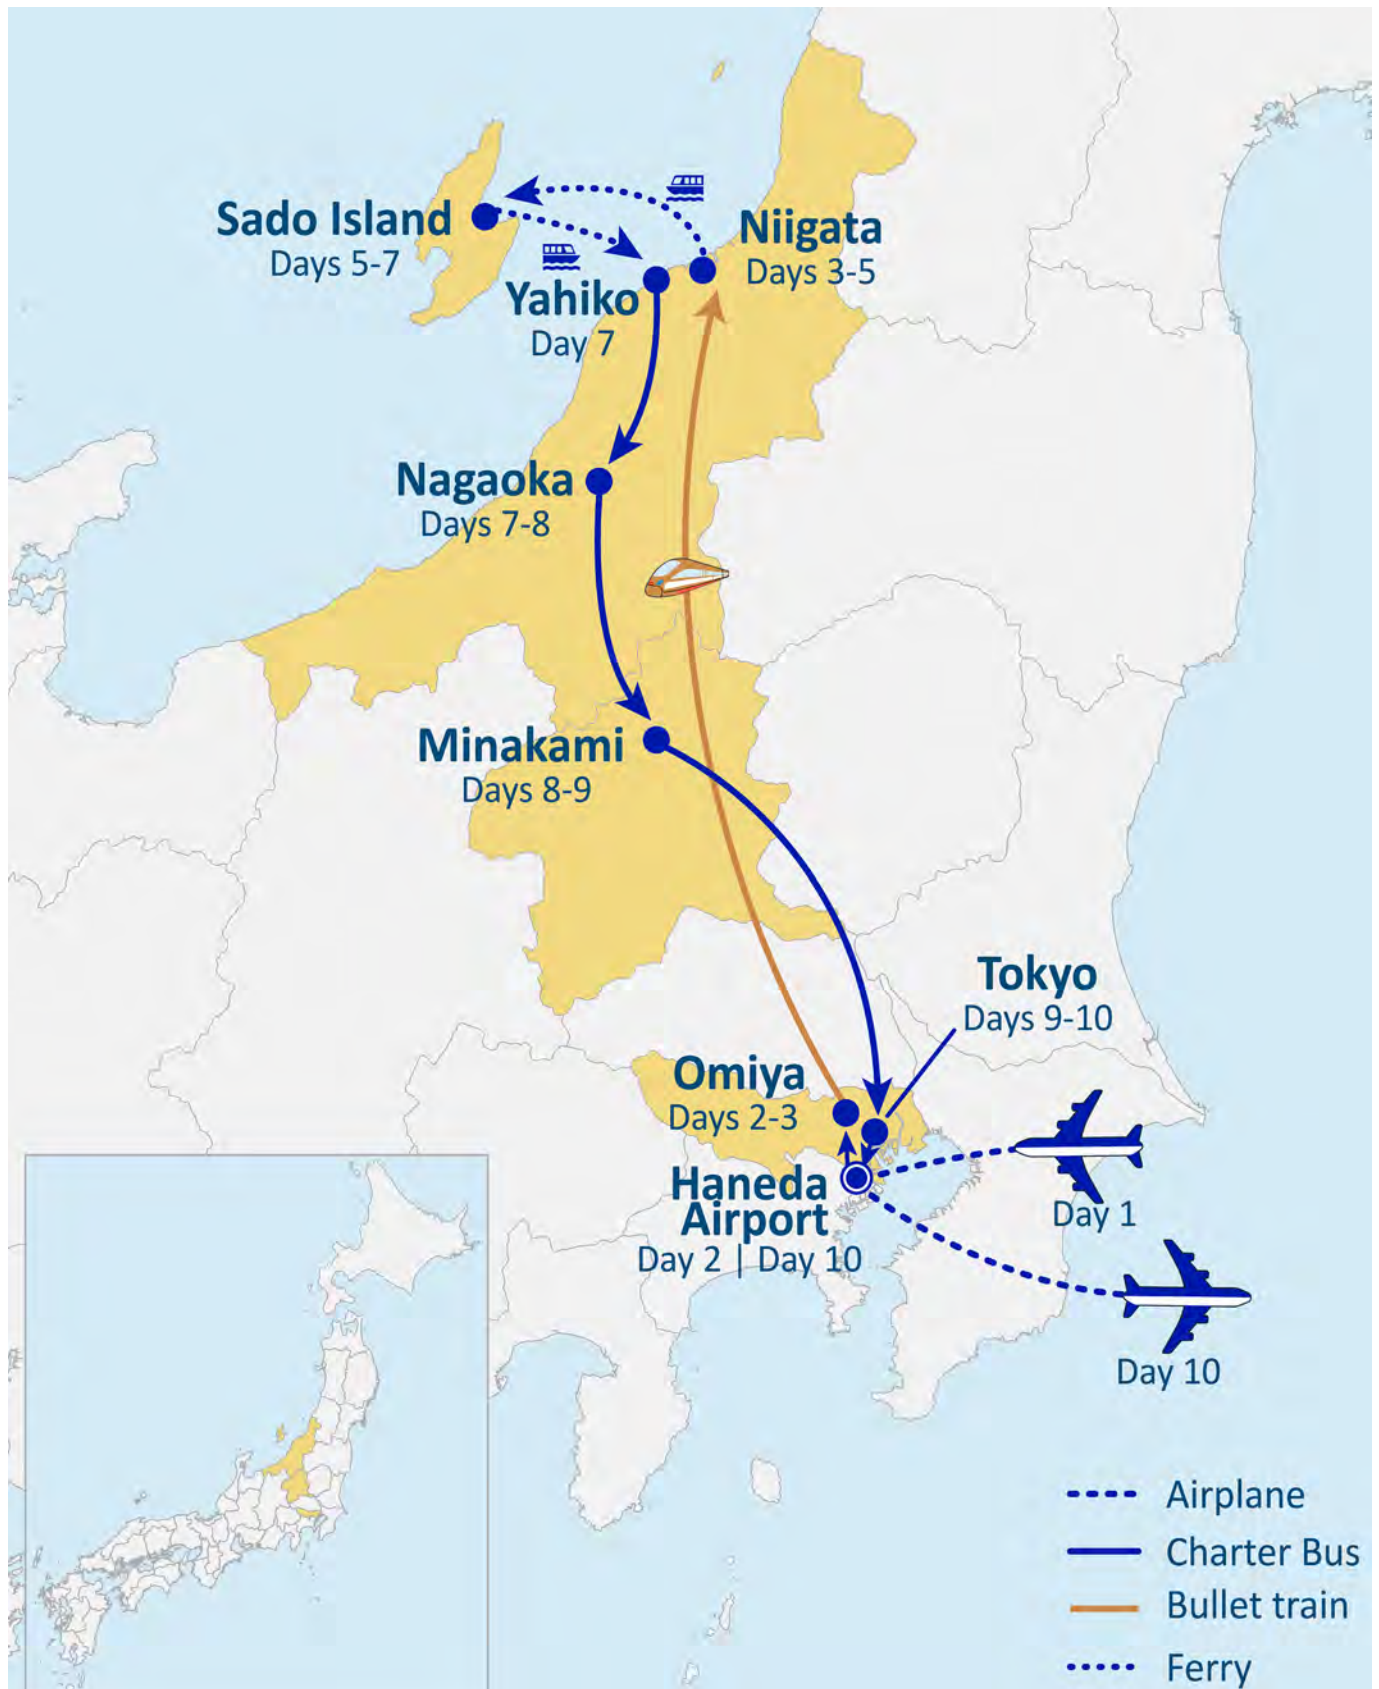 Sado Island
Days 5-7
Niigata
Days 3-5
Yahiko
Day 7
Nagaoka
Days 7-8
Minakami
Days 8-9
Tokyo
Days 9-10
Omiya
Days 2-3
Haneda
Airport
Day 2 | Day 10
Day 1
Day 10
Airplane
Charter Bus
Bullet train
Ferry